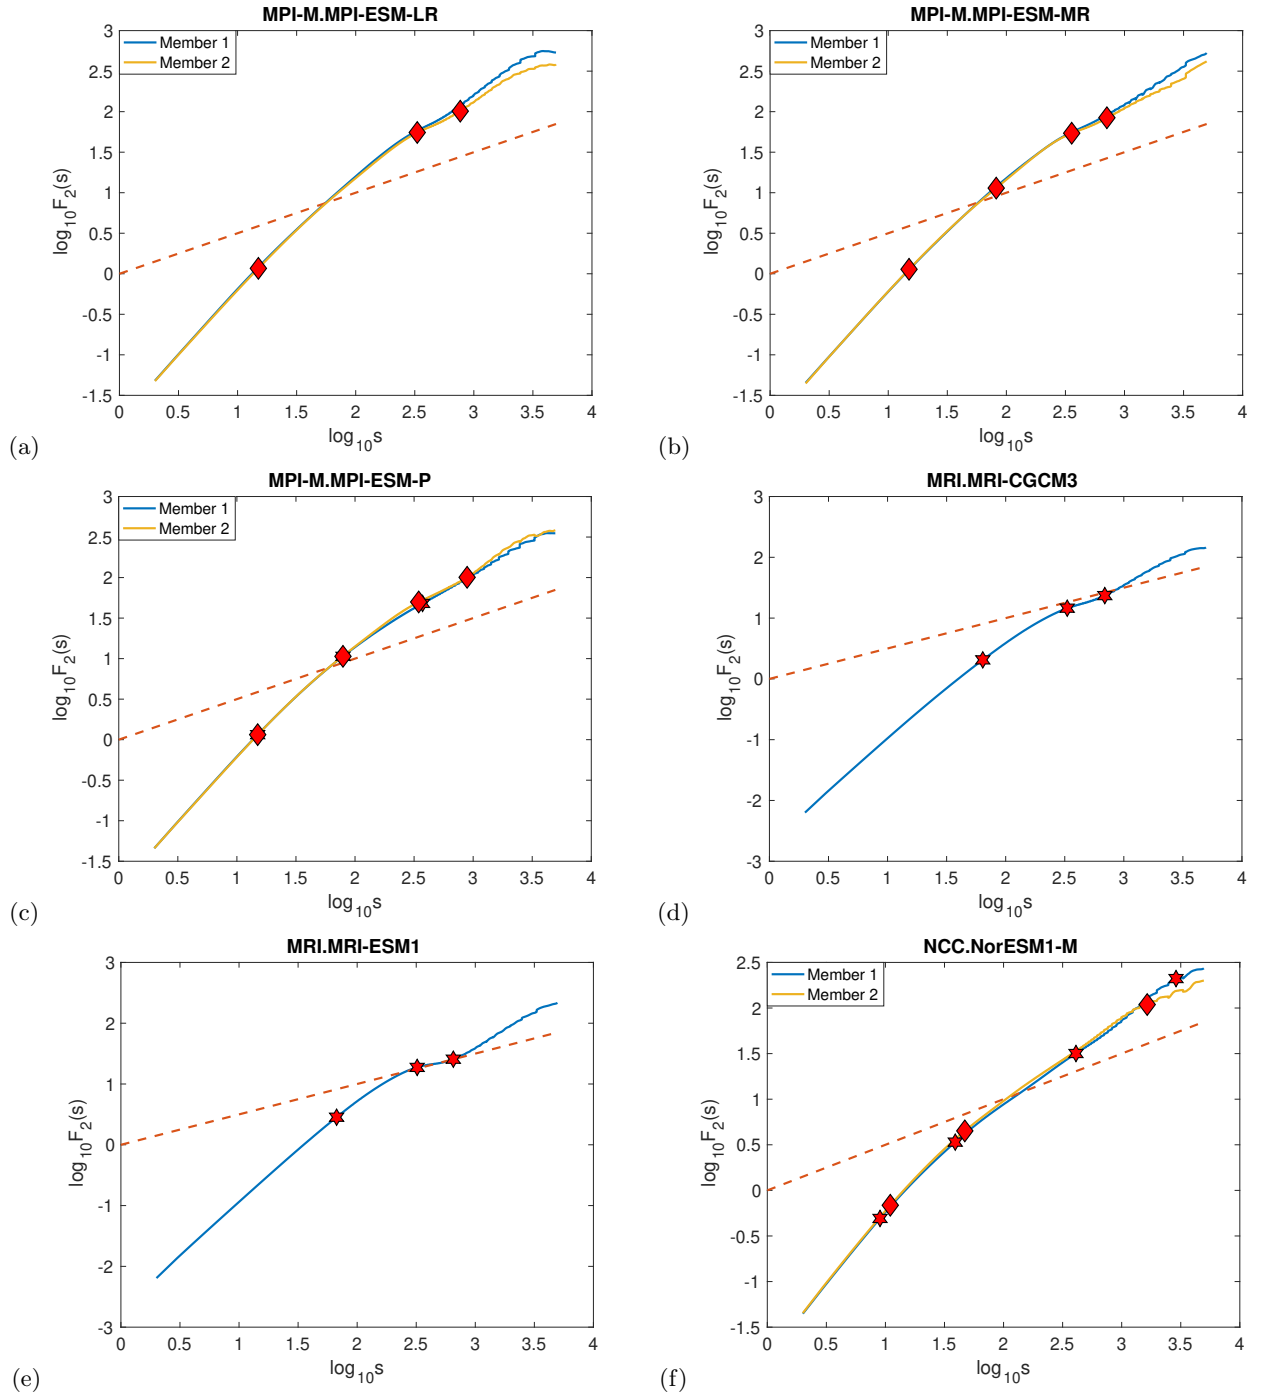 MPI-M.MPI-ESM-LR
Member 1
Member 2
3
2.5
2
1.5
1
0.5
0
-0.5
-1
-1.5
log₁₀F₂(s)
0 0.5 1 1.5 2 2.5 3 3.5 4
log₁₀s
(a)
MPI-M.MPI-ESM-MR
Member 1
Member 2
3
2.5
2
1.5
1
0.5
0
-0.5
-1
-1.5
log₁₀F₂(s)
0 0.5 1 1.5 2 2.5 3 3.5 4
log₁₀s
(b)
MPI-M.MPI-ESM-P
Member 1
Member 2
3
2.5
2
1.5
1
0.5
0
-0.5
-1
-1.5
log₁₀F₂(s)
0 0.5 1 1.5 2 2.5 3 3.5 4
log₁₀s
(c)
MRI.MRI-CGCM3
3
2
1
0
-1
-2
-3
log₁₀F₂(s)
0 0.5 1 1.5 2 2.5 3 3.5 4
log₁₀s
(d)
MRI.MRI-ESM1
3
2
1
0
-1
-2
-3
log₁₀F₂(s)
0 0.5 1 1.5 2 2.5 3 3.5 4
log₁₀s
(e)
NCC.NorESM1-M
Member 1
Member 2
2.5
2
1.5
1
0.5
0
-0.5
-1
-1.5
log₁₀F₂(s)
0 0.5 1 1.5 2 2.5 3 3.5 4
log₁₀s
(f)